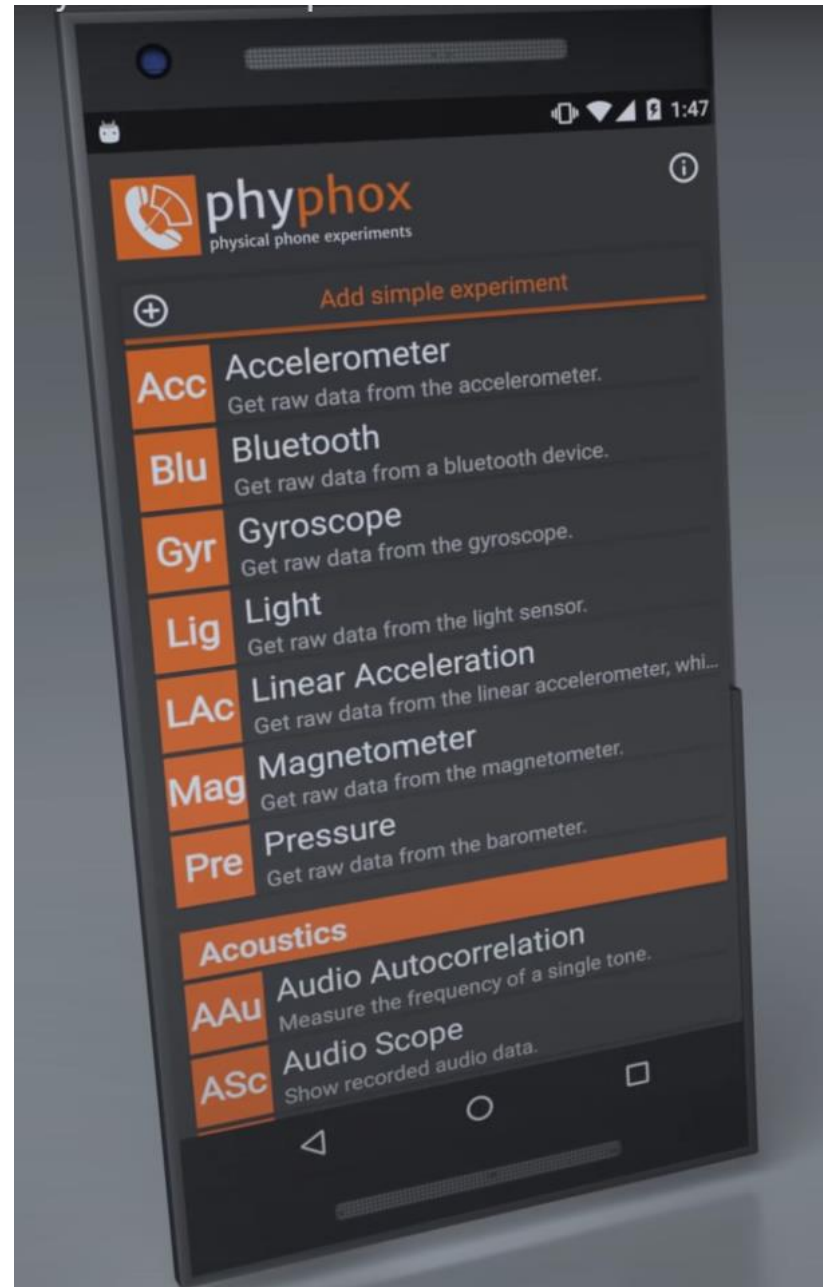 1:47
phyphox
physical phone experiments
Add simple experiment
Acc
Accelerometer
Get raw data from the accelerometer.
Blu
Bluetooth
Get raw data from a bluetooth device.
Gyr
Gyroscope
Get raw data from the gyroscope.
Lig
Light
Get raw data from the light sensor.
LAc
Linear Acceleration
Get raw data from the linear accelerometer, whi...
Mag
Magnetometer
Get raw data from the magnetometer.
Pre
Pressure
Get raw data from the barometer.
Acoustics
AAu
Audio Autocorrelation
Measure the frequency of a single tone.
ASc
Audio Scope
Show recorded audio data.